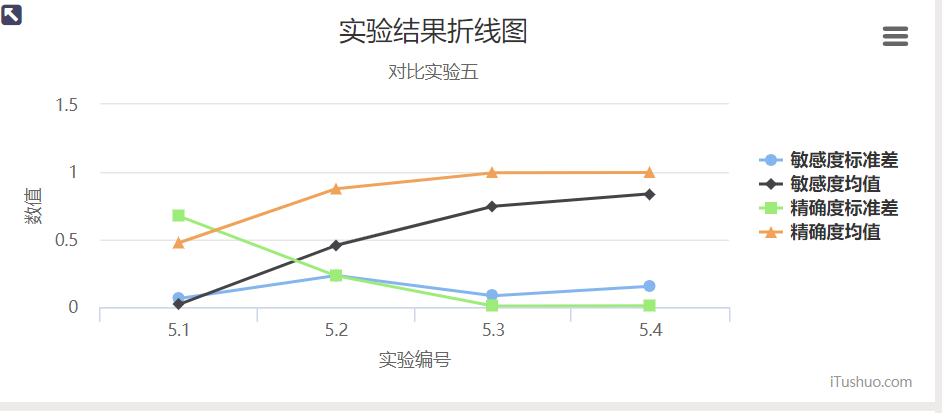 实验结果折线图
对比实验五
1.5
1
0.5
0
数值
5.1
5.2
5.3
5.4
实验编号
敏感度标准差
敏感度均值
精确度标准差
精确度均值
iTushuo.com